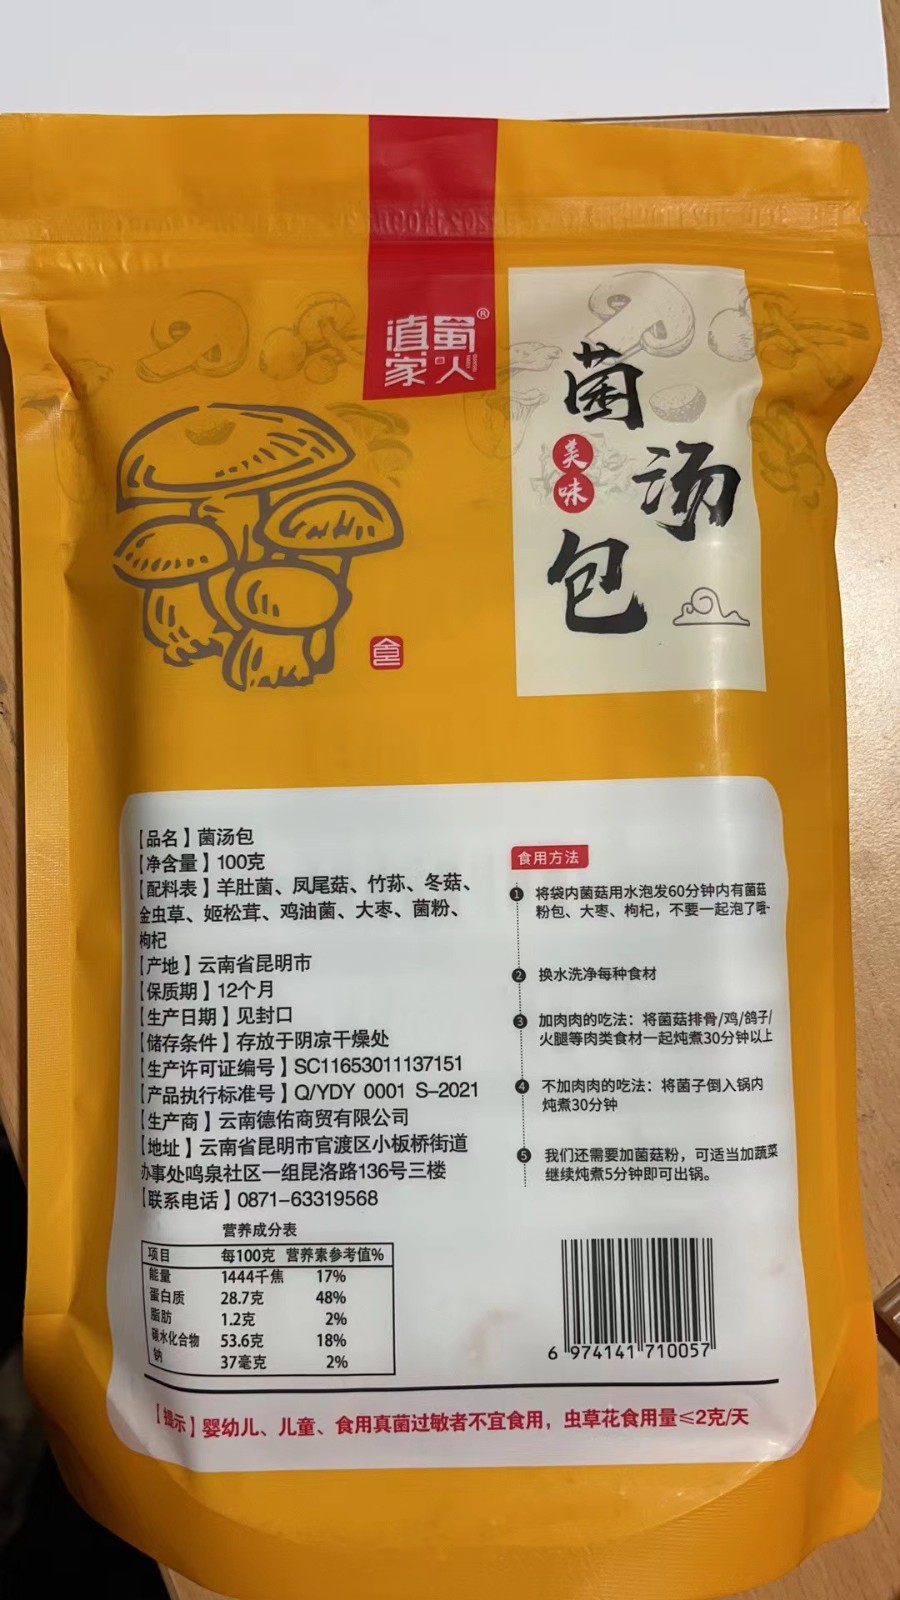 滇蜀®
家人
菌
汤
包
美味
【品名】菌汤包
【净含量】100克
【配料表】羊肚菌、凤尾菇、竹荪、冬菇、
金虫草、姬松茸、鸡油菌、大枣、菌粉、
枸杞
【产地】云南省昆明市
【保质期】12个月
【生产日期】见封口
【储存条件】存放于阴凉干燥处
【生产许可证编号】SC11653011137151
【产品执行标准号】Q/YDY 0001 S-2021
【生产商】云南德佑商贸有限公司
【地址】云南省昆明市官渡区小板桥街道
办事处鸣泉社区一组昆洛路136号三楼
【联系电话】0871-63319568
营养成分表
项目 每100克 营养素参考值%
能量 1444千焦 17%
蛋白质 28.7克 48%
脂肪 1.2克 2%
碳水化合物 53.6克 18%
钠 37毫克 2%
食用方法
1 将袋内菌菇用水泡发60分钟内有菌菇
粉包、大枣、枸杞，不要一起泡了哦~
2 换水洗净每种食材
3 加肉肉的吃法：将菌菇排骨/鸡/鸽子/
火腿等肉类食材一起炖煮30分钟以上
4 不加肉肉的吃法：将菌子倒入锅内
炖煮30分钟
5 我们还需要加菌菇粉，可适当加蔬菜
继续炖煮5分钟即可出锅。
6 974141 710057
【提示】婴幼儿、儿童、食用真菌过敏者不宜食用，虫草花食用量≤2克/天